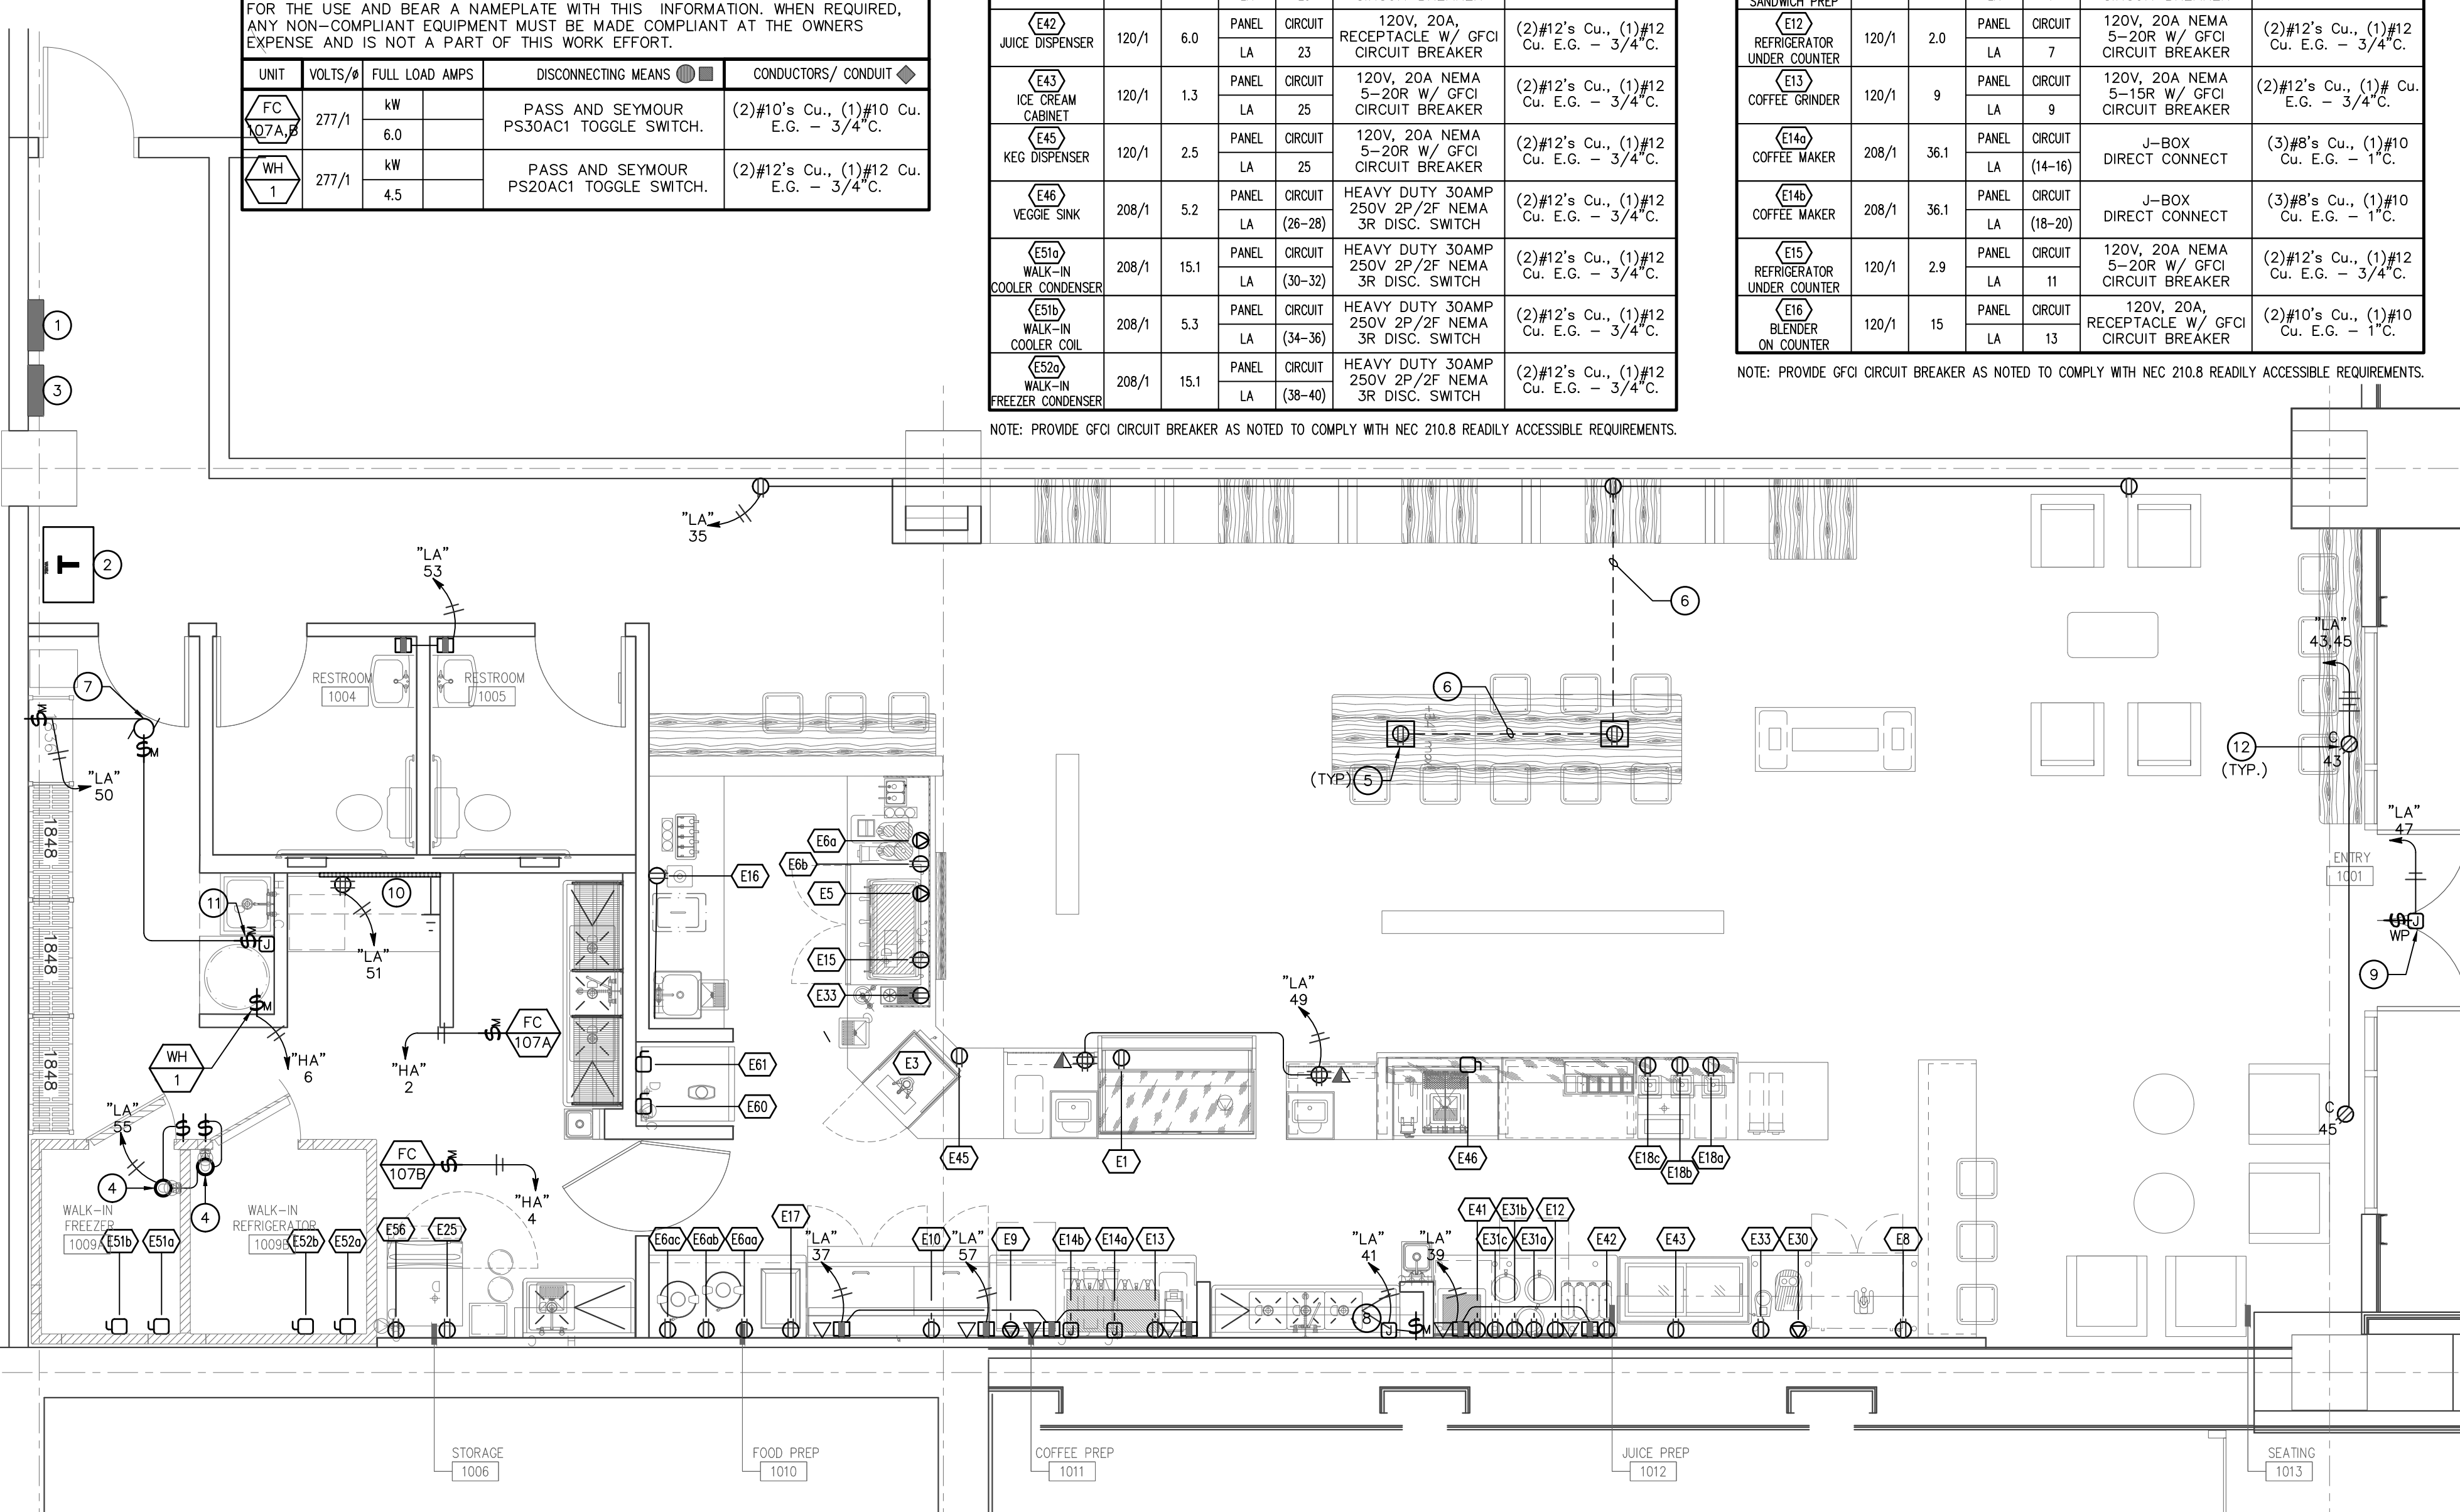 FOR THE USE AND BEAR A NAMEPLATE WITH THIS INFORMATION. WHEN REQUIRED,
ANY NON-COMPLIANT EQUIPMENT MUST BE MADE COMPLIANT AT THE OWNERS
EXPENSE AND IS NOT A PART OF THIS WORK EFFORT.
UNIT VOLTS/ø FULL LOAD AMPS DISCONNECTING MEANS CONDUCTORS/ CONDUIT
FC 107A,B 277/1 kW 6.0 PASS AND SEYMOUR PS30AC1 TOGGLE SWITCH. (2)#10's Cu., (1)#10 Cu. E.G. – 3/4"C.
WH 1 277/1 kW 4.5 PASS AND SEYMOUR PS20AC1 TOGGLE SWITCH. (2)#12's Cu., (1)#12 Cu. E.G. – 3/4"C.
E42 JUICE DISPENSER 120/1 6.0 PANEL LA CIRCUIT 23 120V, 20A, RECEPTACLE W/ GFCI CIRCUIT BREAKER (2)#12's Cu., (1)#12 Cu. E.G. – 3/4"C.
E43 ICE CREAM CABINET 120/1 1.3 PANEL LA CIRCUIT 25 120V, 20A NEMA 5-20R W/ GFCI CIRCUIT BREAKER (2)#12's Cu., (1)#12 Cu. E.G. – 3/4"C.
E45 KEG DISPENSER 120/1 2.5 PANEL LA CIRCUIT 25 120V, 20A NEMA 5-20R W/ GFCI CIRCUIT BREAKER (2)#12's Cu., (1)#12 Cu. E.G. – 3/4"C.
E46 VEGGIE SINK 208/1 5.2 PANEL LA CIRCUIT (26-28) HEAVY DUTY 30AMP 250V 2P/2F NEMA 3R DISC. SWITCH (2)#12's Cu., (1)#12 Cu. E.G. – 3/4"C.
E51a WALK-IN COOLER CONDENSER 208/1 15.1 PANEL LA CIRCUIT (30-32) HEAVY DUTY 30AMP 250V 2P/2F NEMA 3R DISC. SWITCH (2)#12's Cu., (1)#12 Cu. E.G. – 3/4"C.
E51b WALK-IN COOLER COIL 208/1 5.3 PANEL LA CIRCUIT (34-36) HEAVY DUTY 30AMP 250V 2P/2F NEMA 3R DISC. SWITCH (2)#12's Cu., (1)#12 Cu. E.G. – 3/4"C.
E52a WALK-IN FREEZER CONDENSER 208/1 15.1 PANEL LA CIRCUIT (38-40) HEAVY DUTY 30AMP 250V 2P/2F NEMA 3R DISC. SWITCH (2)#12's Cu., (1)#12 Cu. E.G. – 3/4"C.
NOTE: PROVIDE GFCI CIRCUIT BREAKER AS NOTED TO COMPLY WITH NEC 210.8 READILY ACCESSIBLE REQUIREMENTS.
SANDWICH PREP
E12 REFRIGERATOR UNDER COUNTER 120/1 2.0 PANEL LA CIRCUIT 7 120V, 20A NEMA 5-20R W/ GFCI CIRCUIT BREAKER (2)#12's Cu., (1)#12 Cu. E.G. – 3/4"C.
E13 COFFEE GRINDER 120/1 9 PANEL LA CIRCUIT 9 120V, 20A NEMA 5-15R W/ GFCI CIRCUIT BREAKER (2)#12's Cu., (1)# Cu. E.G. – 3/4"C.
E14a COFFEE MAKER 208/1 36.1 PANEL LA CIRCUIT (14-16) J-BOX DIRECT CONNECT (3)#8's Cu., (1)#10 Cu. E.G. – 1"C.
E14b COFFEE MAKER 208/1 36.1 PANEL LA CIRCUIT (18-20) J-BOX DIRECT CONNECT (3)#8's Cu., (1)#10 Cu. E.G. – 1"C.
E15 REFRIGERATOR UNDER COUNTER 120/1 2.9 PANEL LA CIRCUIT 11 120V, 20A NEMA 5-20R W/ GFCI CIRCUIT BREAKER (2)#12's Cu., (1)#12 Cu. E.G. – 3/4"C.
E16 BLENDER ON COUNTER 120/1 15 PANEL LA CIRCUIT 13 120V, 20A, RECEPTACLE W/ GFCI CIRCUIT BREAKER (2)#10's Cu., (1)#10 Cu. E.G. – 1"C.
NOTE: PROVIDE GFCI CIRCUIT BREAKER AS NOTED TO COMPLY WITH NEC 210.8 READILY ACCESSIBLE REQUIREMENTS.
1
3
"LA"
35
T 2
"LA"
53
6
"LA"
43,45
RESTROOM
1004
RESTROOM
1005
7
6
M
M
"LA"
50
(TYP) 5
12
(TYP.)
C
43
"LA"
47
1848
1848
1848
E6a
E6b
E16
E5
ENTRY
1001
10
11
M
J
"LA"
51
E15
E33
J
WP
9
"LA"
49
M
FC
107A
M
WH
1
"HA"
6
"HA"
2
E61
E3
E60
"LA"
55
C
45
FC
107B
M
E45
E1
E46
E18c
E18b
E18a
4
4
"HA"
4
WALK-IN
FREEZER
1009A
WALK-IN
REFRIGERATOR
1009B
E51b
E51a
E52b
E52a
E56
E25
E6ac
E6ab
E6aa
E17
"LA"
37
E10
"LA"
57
E9
E14b
E14a
E13
"LA"
41
"LA"
39
E41
E31b
E12
E31c
E31a
E42
E43
E33
E30
E8
J
J
8
J
M
STORAGE
1006
FOOD PREP
1010
COFFEE PREP
1011
JUICE PREP
1012
SEATING
1013